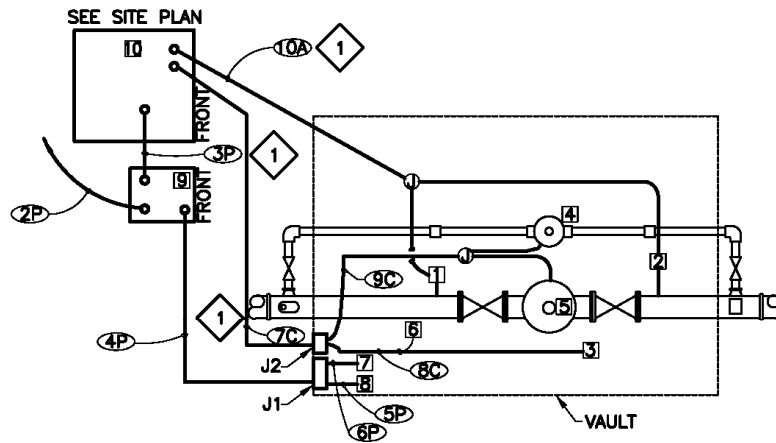 SEE SITE PLAN
10
10A
1
FRONT
3P
1
9
FRONT
2P
J
4
J
1
2
9C
5
1
7C
4P
6
J2
3
8C
7
8
J1
5P
6P
VAULT